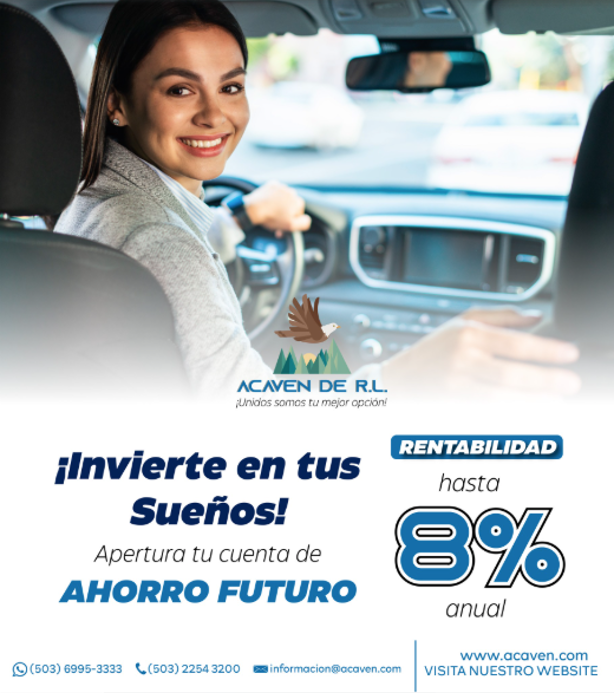 ACAVEN DE R.L.
¡Unidos somos tu mejor opción!
¡Invierte en tus
Sueños!
Apertura tu cuenta de
AHORRO FUTURO
RENTABILIDAD
hasta
8%
anual
(503) 6995-3333 (503) 2254 3200 informacion@acaven.com
www.acaven.com
VISITA NUESTRO WEBSITE